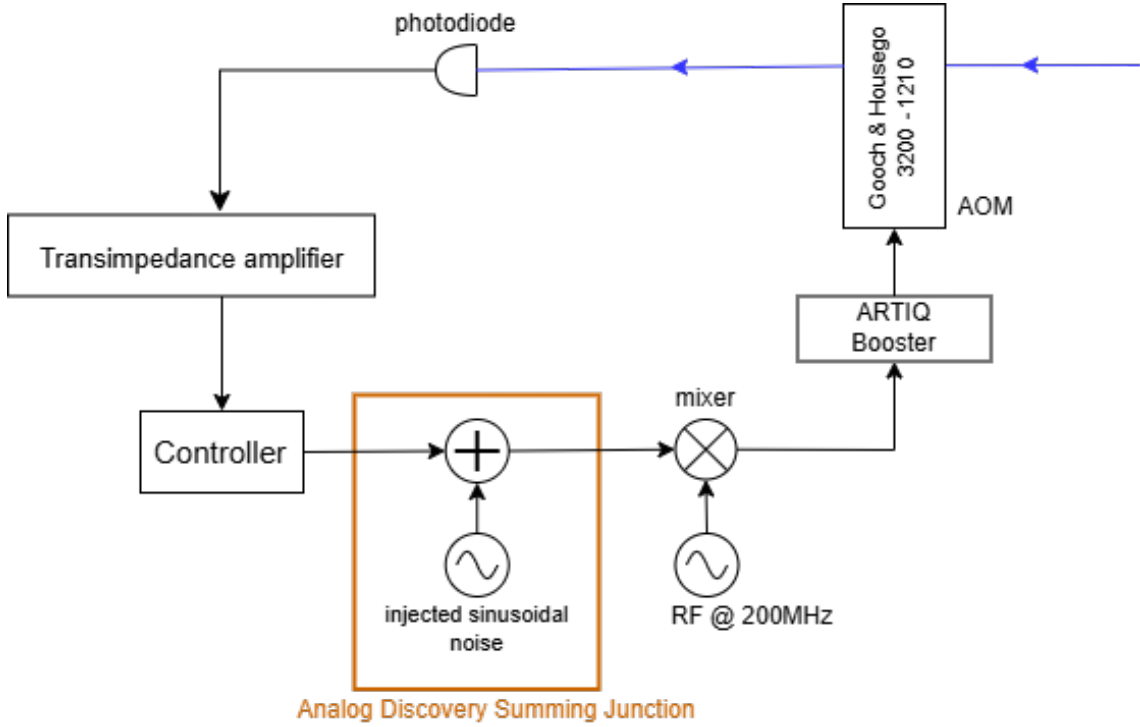 photodiode
Gooch & Housego
3200 - 1210
AOM
Transimpedance amplifier
ARTIQ
Booster
mixer
Controller
injected sinusoidal
noise
RF @ 200MHz
Analog Discovery Summing Junction